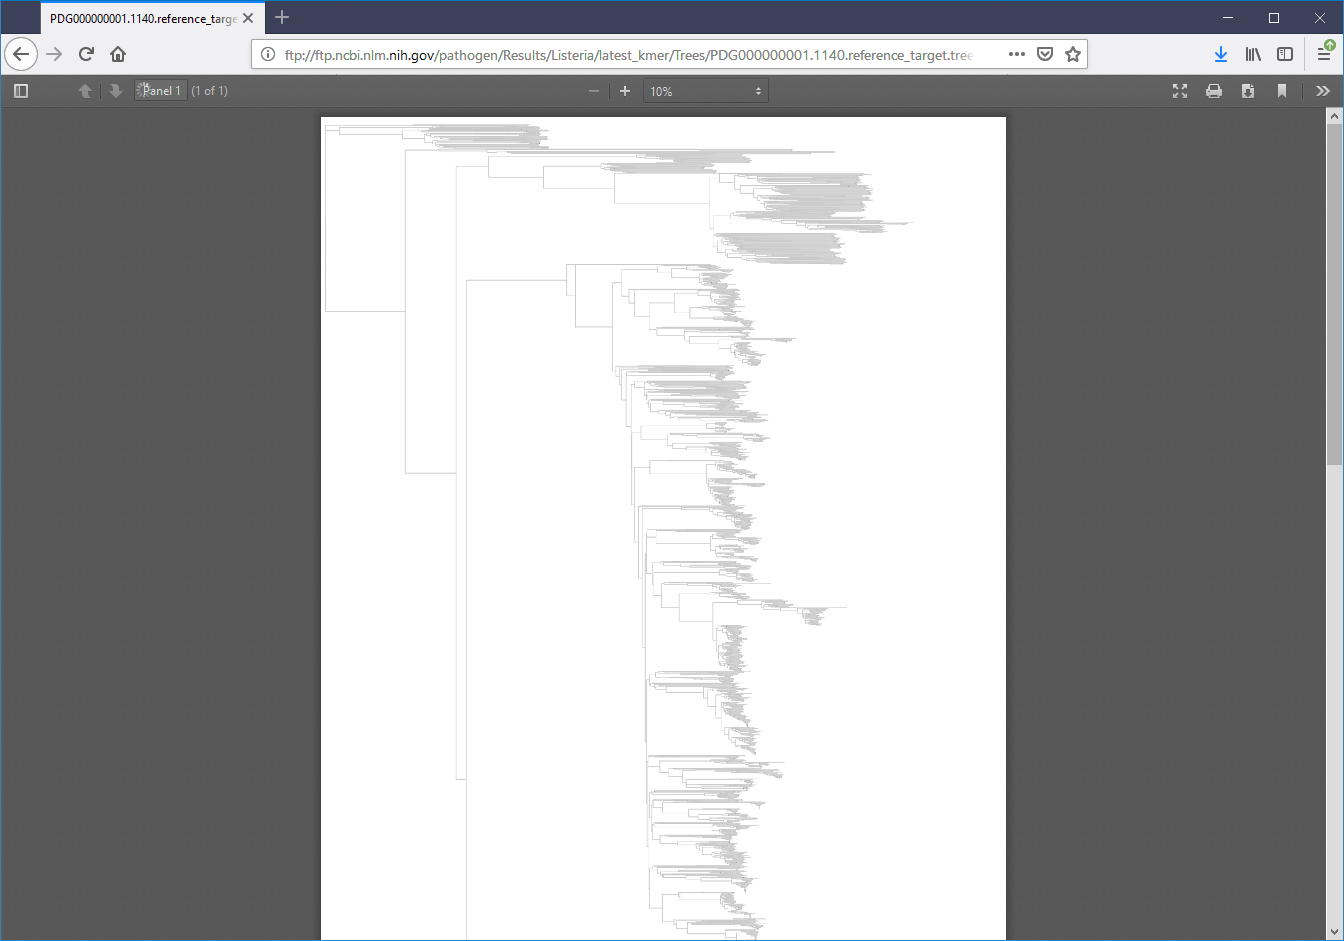 PDG000000001.1140.reference_targe
ftp://ftp.ncbi.nlm.nih.gov/pathogen/Results/Listeria/latest_kmer/Trees/PDG000000001.1140.reference_target.tree
Panel 1 (1 of 1)
10%